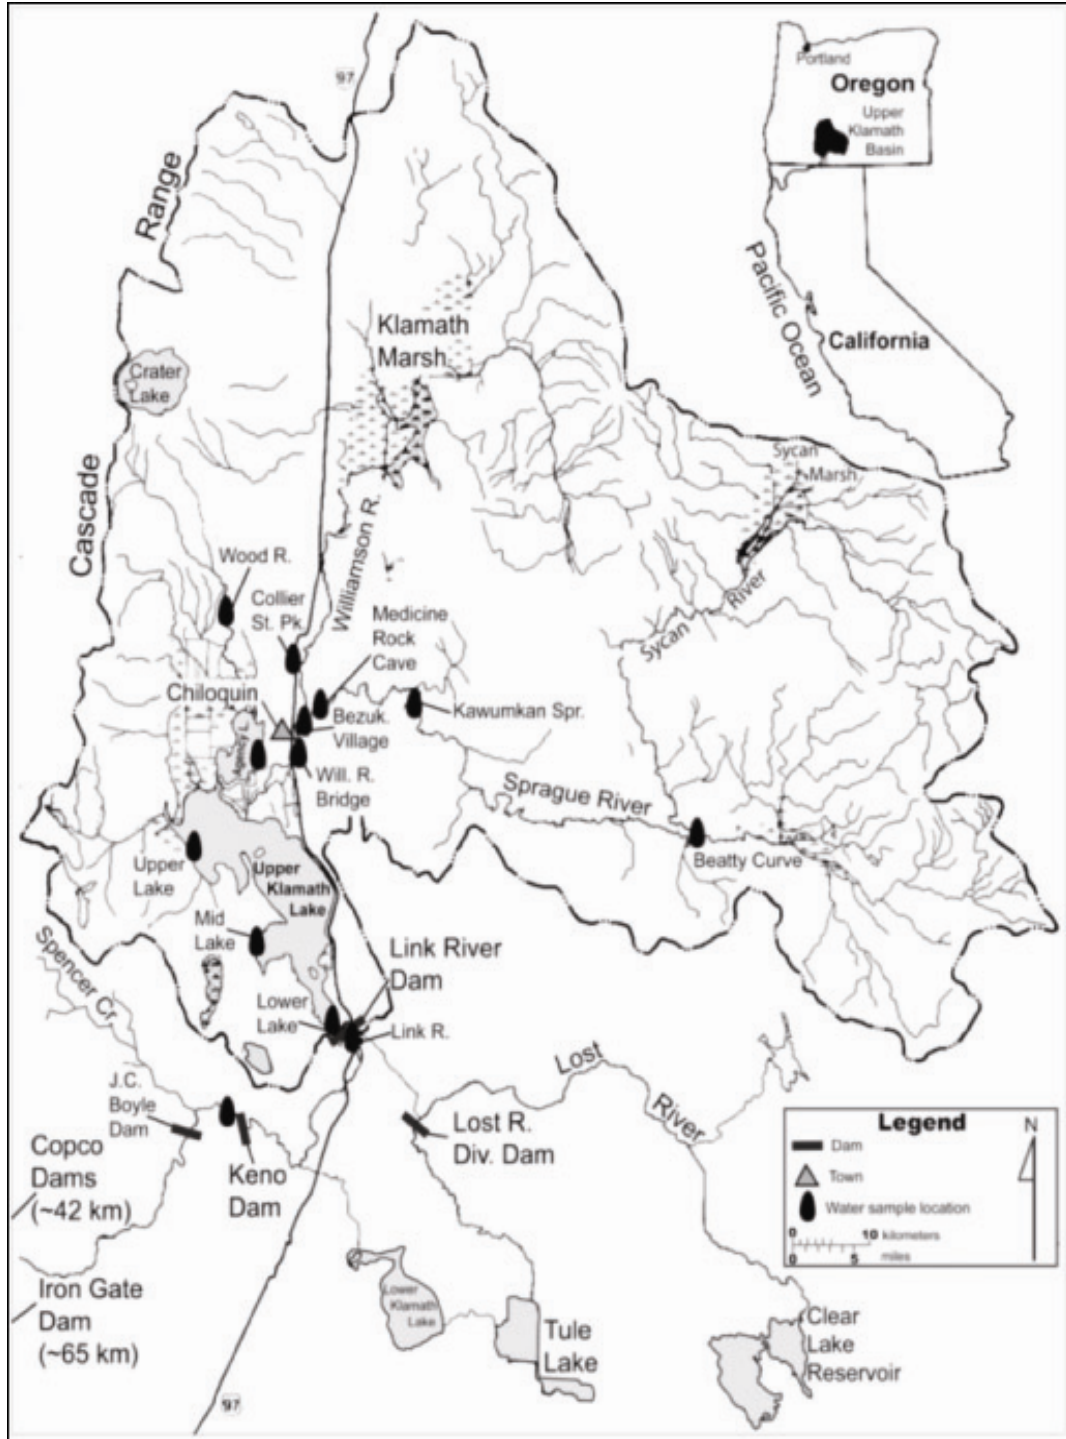 97
Portland
Oregon
Upper
Klamath
Basin
Range
Pacific Ocean
California
Klamath
Marsh
Crater
Lake
Cascade
Sycan
Marsh
Wood R.
Collier
St. Pk.
Williamson R.
Medicine
Rock
Cave
Sycan
River
Chiloquin
Agency L.
Bezuk.
Village
Kawumkan Spr.
Will. R.
Bridge
Sprague River
Beatty Curve
Upper
Lake
Upper
Klamath
Lake
Mid
Lake
Spencer Cr.
Link River
Dam
Lower
Lake
Link R.
Lost
River
J.C.
Boyle
Dam
Copco
Dams
(~42 km)
Keno
Dam
Lost R.
Div. Dam
Legend
N
Dam
Town
Water sample location
0 10 kilometers
0 5 miles
Iron Gate
Dam
(~65 km)
Lower
Klamath
Lake
Tule
Lake
Clear
Lake
Reservoir
97